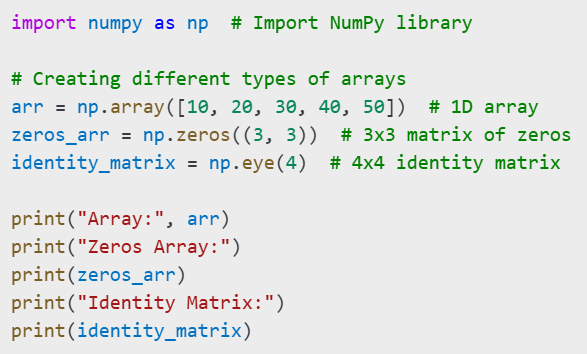 import numpy as np  # Import NumPy library
# Creating different types of arrays
arr = np.array([10, 20, 30, 40, 50])  # 1D array
zeros_arr = np.zeros((3, 3))  # 3x3 matrix of zeros
identity_matrix = np.eye(4)  # 4x4 identity matrix
print("Array:", arr)
print("Zeros Array:")
print(zeros_arr)
print("Identity Matrix:")
print(identity_matrix)